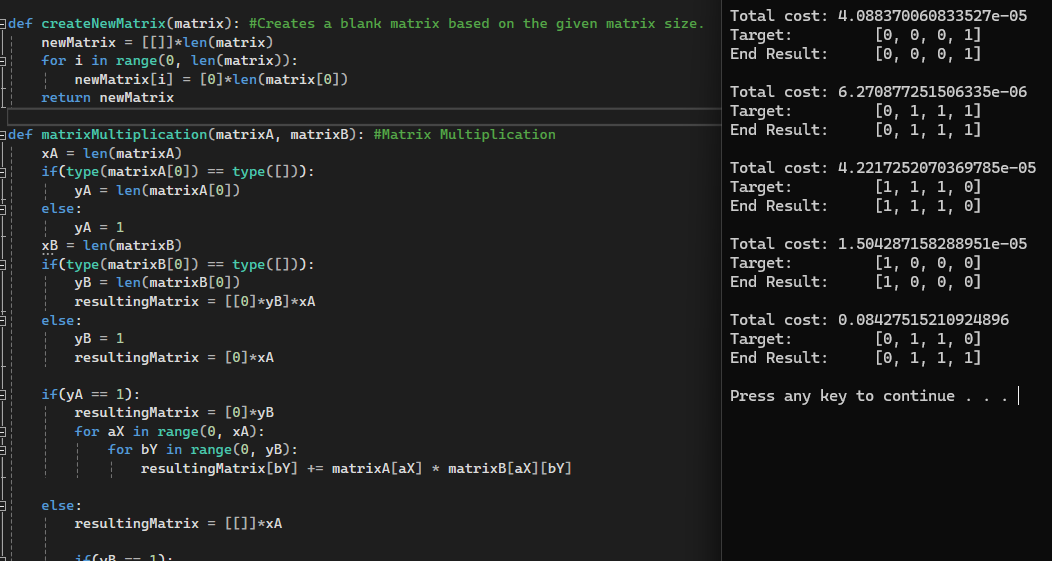 def createNewMatrix(matrix): #Creates a blank matrix based on the given matrix size.
    newMatrix = [[]]*len(matrix)
    for i in range(0, len(matrix)):
        newMatrix[i] = [0]*len(matrix[0])
    return newMatrix

def matrixMultiplication(matrixA, matrixB): #Matrix Multiplication
    xA = len(matrixA)
    if(type(matrixA[0]) == type([])):
        yA = len(matrixA[0])
    else:
        yA = 1
    xB = len(matrixB)
    if(type(matrixB[0]) == type([])):
        yB = len(matrixB[0])
        resultingMatrix = [[0]*yB]*xA
    else:
        yB = 1
        resultingMatrix = [0]*xA

    if(yA == 1):
        resultingMatrix = [0]*yB
        for aX in range(0, xA):
            for bY in range(0, yB):
                resultingMatrix[bY] += matrixA[aX] * matrixB[aX][bY]

    else:
        resultingMatrix = [[]]*xA

        if(yB == 1):
Total cost: 4.088370060833527e-05
Target:         [0, 0, 0, 1]
End Result:     [0, 0, 0, 1]

Total cost: 6.270877251506335e-06
Target:         [0, 1, 1, 1]
End Result:     [0, 1, 1, 1]

Total cost: 4.2217252070369785e-05
Target:         [1, 1, 1, 0]
End Result:     [1, 1, 1, 0]

Total cost: 1.504287158288951e-05
Target:         [1, 0, 0, 0]
End Result:     [1, 0, 0, 0]

Total cost: 0.08427515210924896
Target:         [0, 1, 1, 0]
End Result:     [0, 1, 1, 1]

Press any key to continue . . .